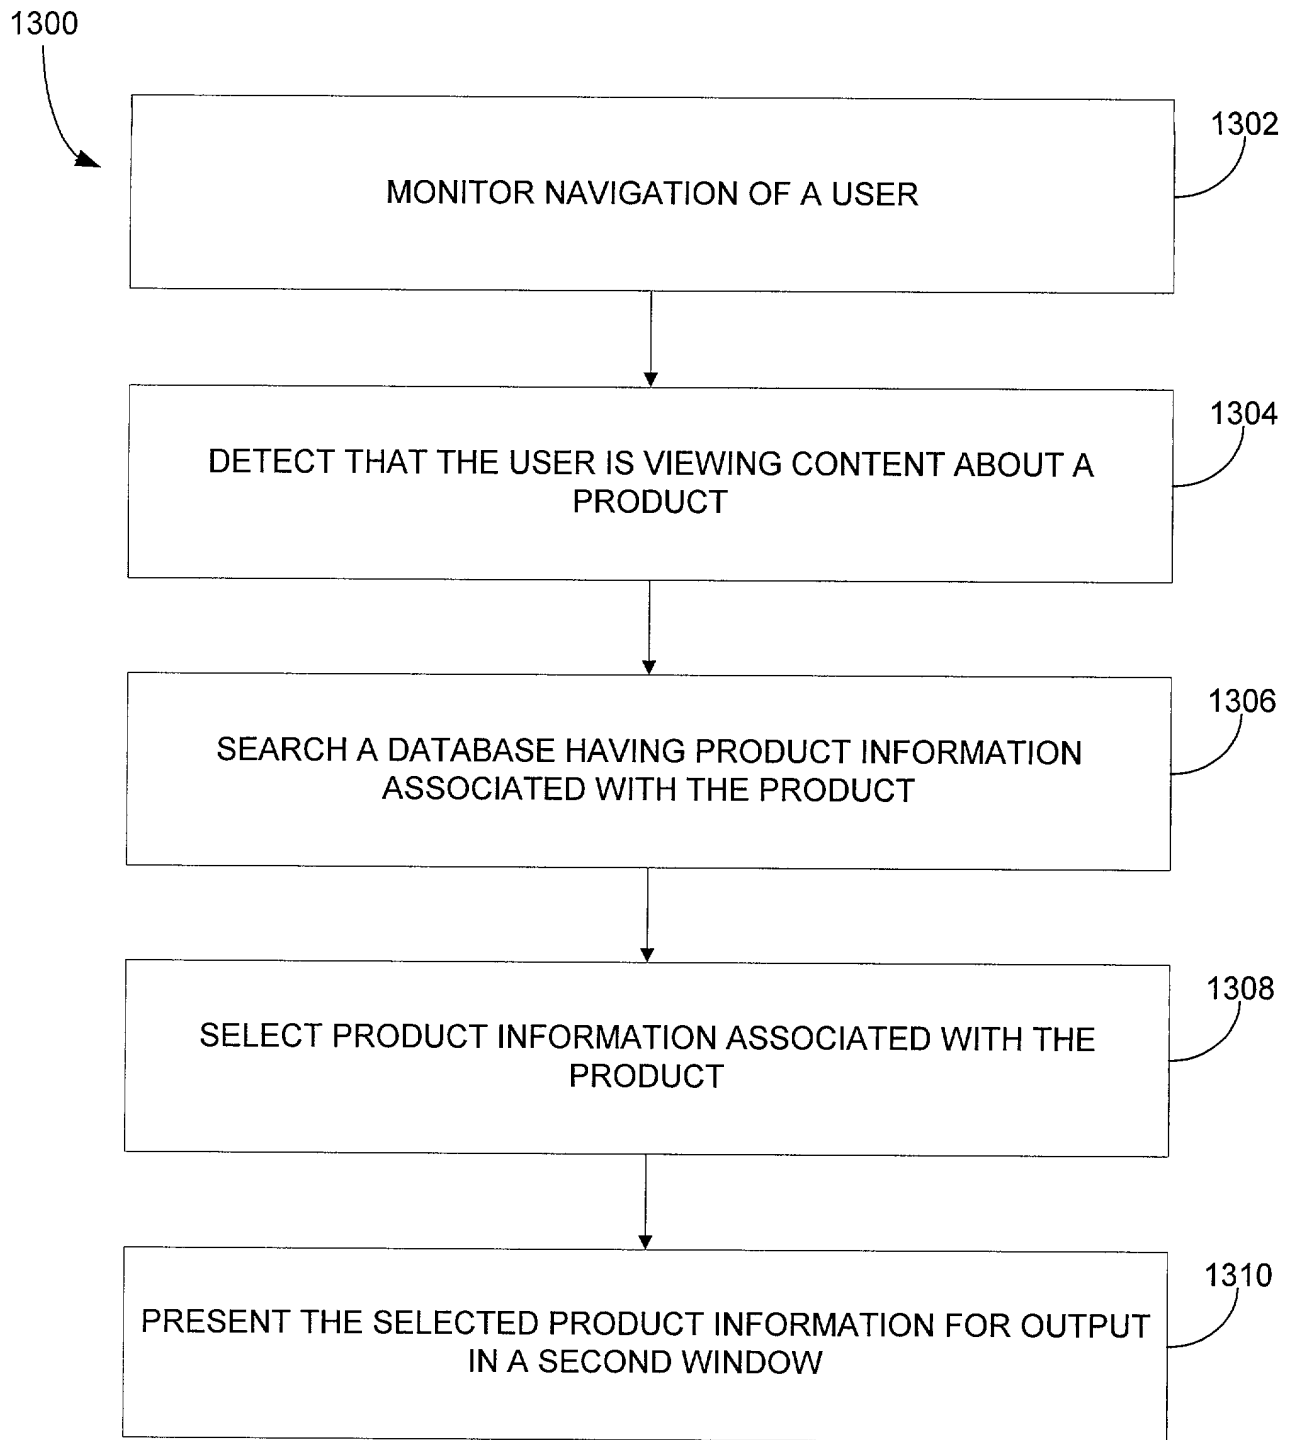 1300
1302
MONITOR NAVIGATION OF A USER
1304
DETECT THAT THE USER IS VIEWING CONTENT ABOUT A
PRODUCT
1306
SEARCH A DATABASE HAVING PRODUCT INFORMATION
ASSOCIATED WITH THE PRODUCT
1308
SELECT PRODUCT INFORMATION ASSOCIATED WITH THE
PRODUCT
1310
PRESENT THE SELECTED PRODUCT INFORMATION FOR OUTPUT
IN A SECOND WINDOW